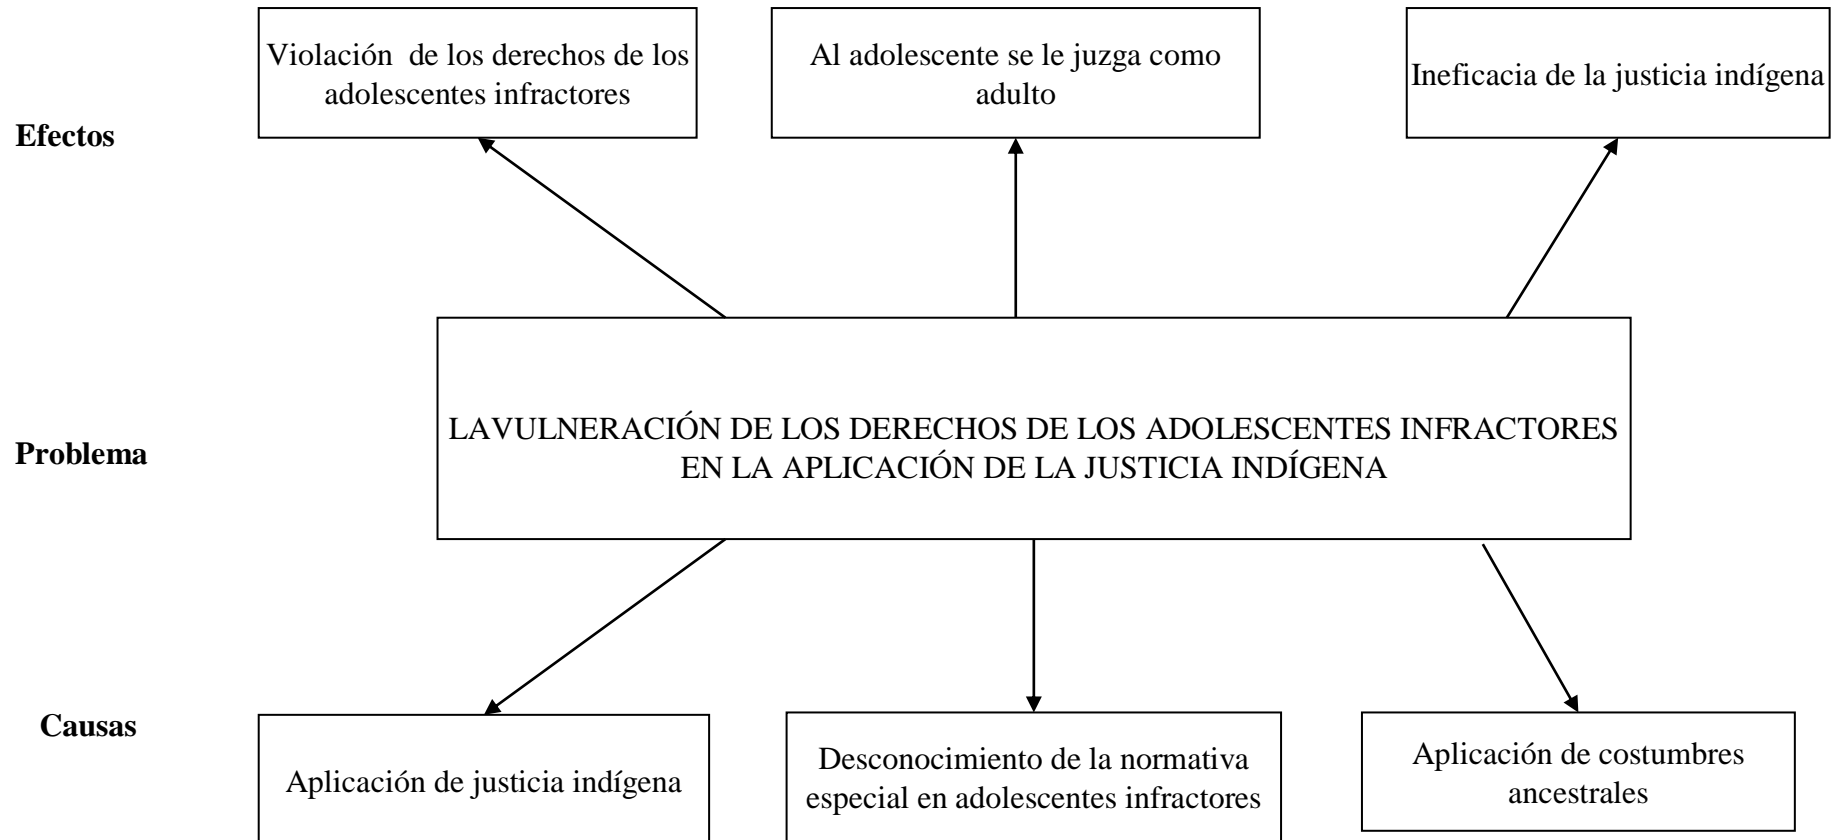 Violación  de los derechos de los
adolescentes infractores
Al adolescente se le juzga como
adulto
Ineficacia de la justicia indígena
Efectos
LAVULNERACIÓN DE LOS DERECHOS DE LOS ADOLESCENTES INFRACTORES
EN LA APLICACIÓN DE LA JUSTICIA INDÍGENA
Problema
Causas
Aplicación de justicia indígena
Desconocimiento de la normativa
especial en adolescentes infractores
Aplicación de costumbres
ancestrales